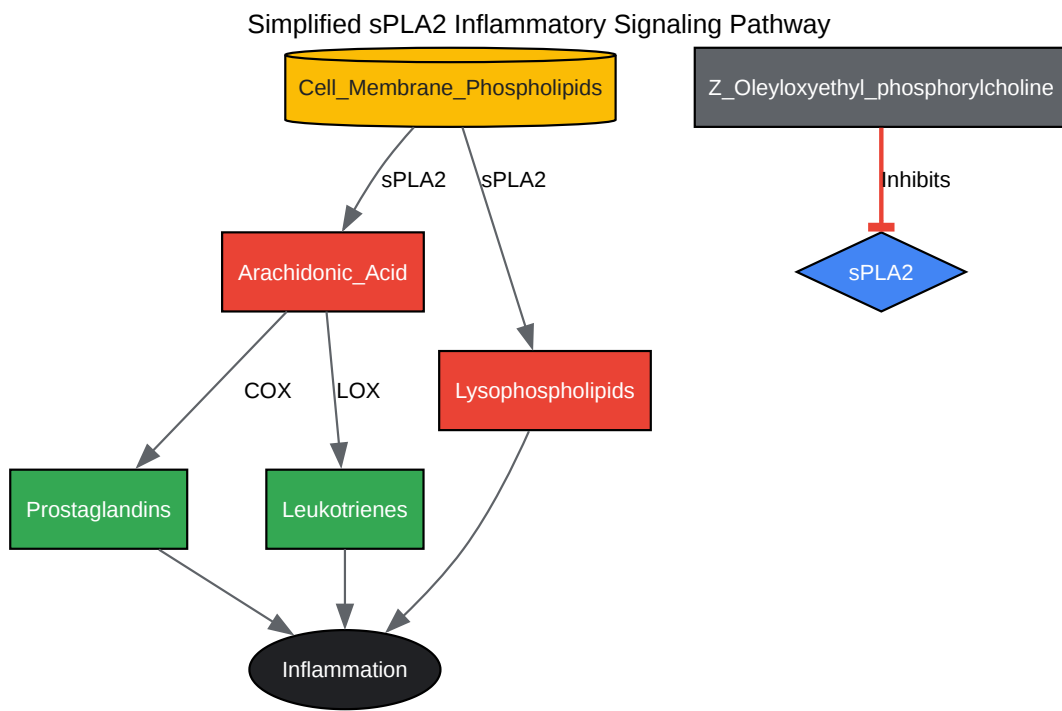 Simplified sPLA2 Inflammatory Signaling Pathway
Cell_Membrane_Phospholipids
Z_Oleyloxyethyl_phosphorylcholine
sPLA2
sPLA2
Inhibits
Arachidonic_Acid
sPLA2
COX
LOX
Lysophospholipids
Prostaglandins
Leukotrienes
Inflammation